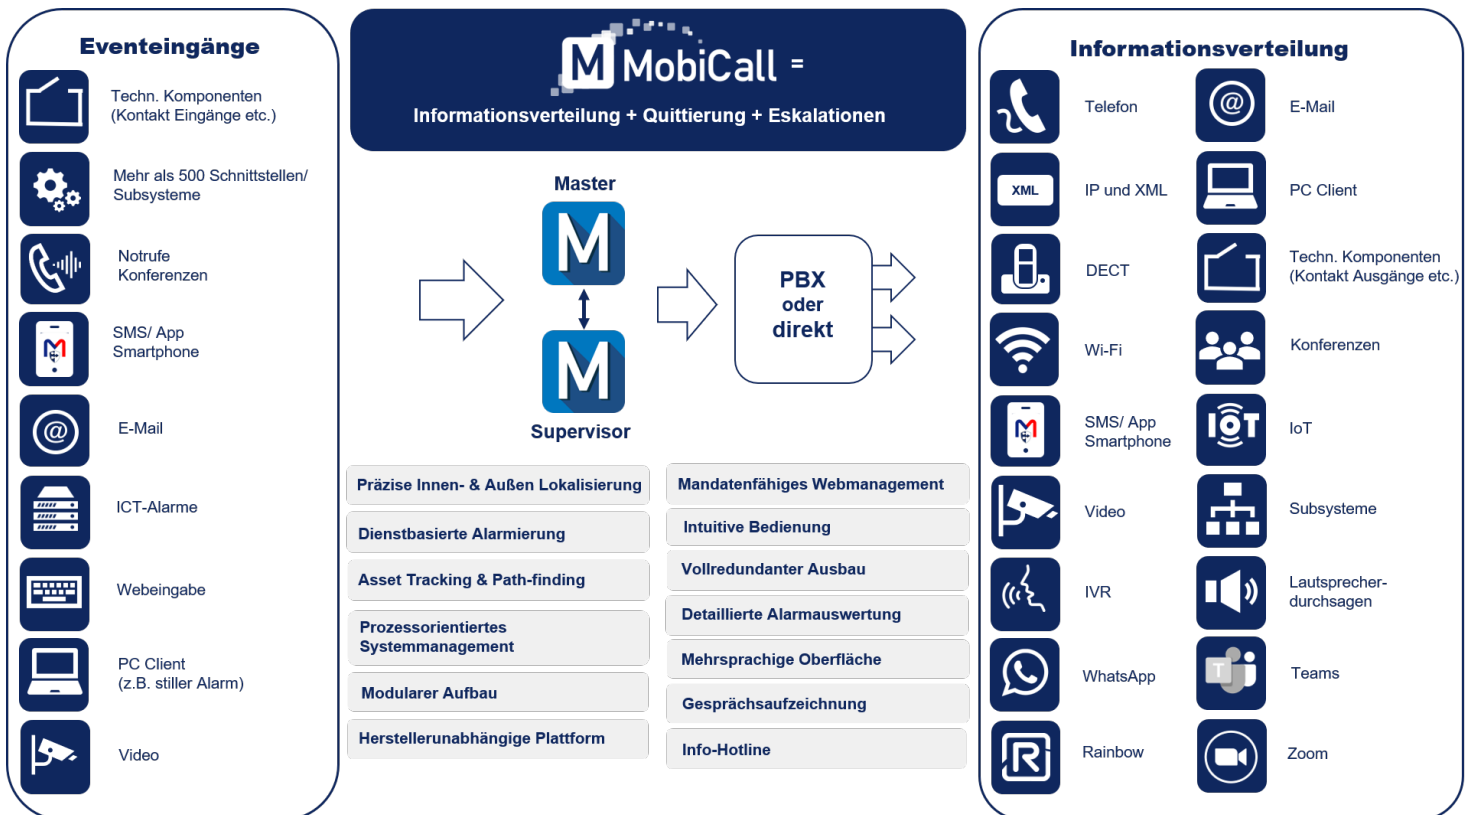 Eventeingänge
Techn. Komponenten
(Kontakt Eingänge etc.)
Mehr als 500 Schnittstellen/
Subsysteme
Notrufe
Konferenzen
SMS/ App
Smartphone
@
E-Mail
ICT-Alarme
Webeingabe
PC Client
(z.B. stiller Alarm)
Video
M MobiCall =
Informationsverteilung + Quittierung + Eskalationen
Master
M
M
Supervisor
PBX
oder
direkt
Präzise Innen- & Außen Lokalisierung
Dienstbasierte Alarmierung
Asset Tracking & Path-finding
Prozessorientiertes
Systemmanagement
Modularer Aufbau
Herstellerunabhängige Plattform
Mandatenfähiges Webmanagement
Intuitive Bedienung
Vollredundanter Ausbau
Detaillierte Alarmauswertung
Mehrsprachige Oberfläche
Gesprächsaufzeichnung
Info-Hotline
Informationsverteilung
Telefon
XML
IP und XML
DECT
Wi-Fi
SMS/ App
Smartphone
Video
IVR
WhatsApp
R
Rainbow
@
E-Mail
PC Client
Techn. Komponenten
(Kontakt Ausgänge etc.)
Konferenzen
IOT
IoT
Subsysteme
Lautsprecher-
durchsagen
T
Teams
Zoom